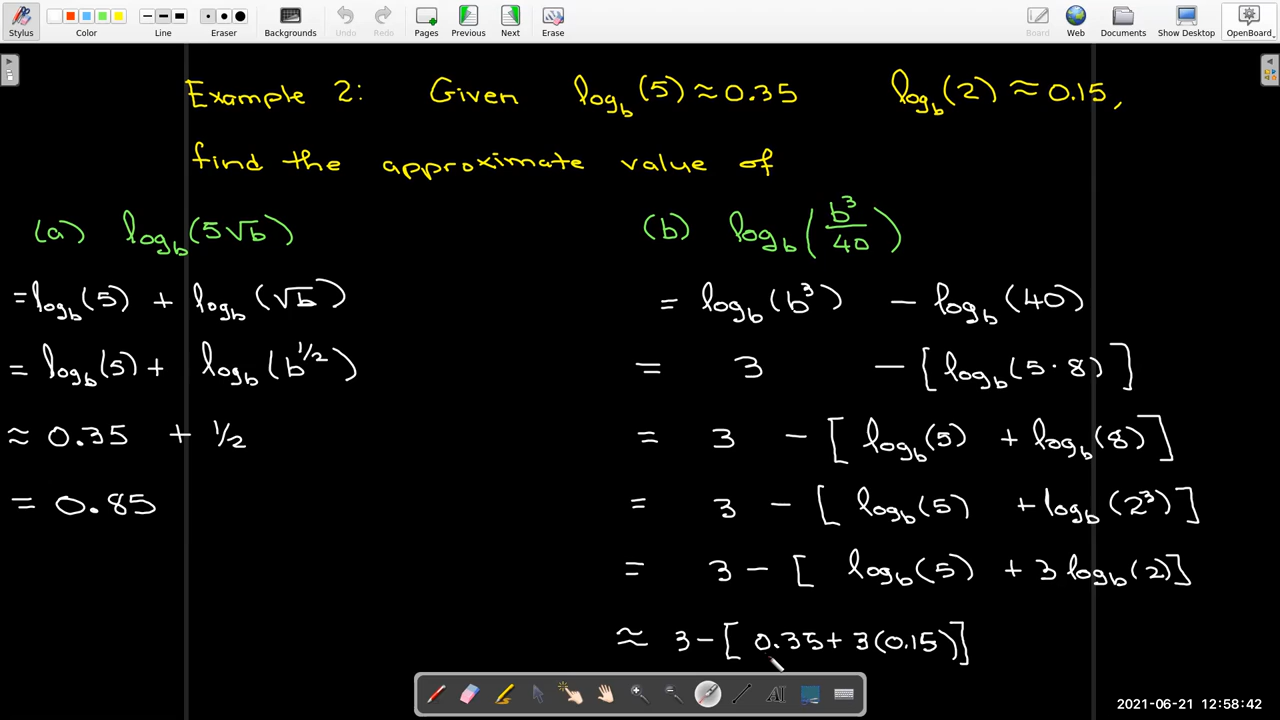 Stylus Color Line Eraser Backgrounds Undo Redo Pages Previous Next Erase Board Web Documents Show Desktop OpenBoard
Example 2: Given log_b(5) ≈ 0.35 log_b(2) ≈ 0.15,
find the approximate value of
(a) log_b(5√b)
= log_b(5) + log_b(√b)
= log_b(5) + log_b(b^{1/2})
≈ 0.35 + 1/2
= 0.85
(b) log_b(b³/40)
= log_b(b³) - log_b(40)
= 3 - [log_b(5·8)]
= 3 - [log_b(5) + log_b(8)]
= 3 - [log_b(5) + log_b(2³)]
= 3 - [log_b(5) + 3 log_b(2)]
≈ 3 - [0.35 + 3(0.15)]
AI
2021-06-21 12:58:42